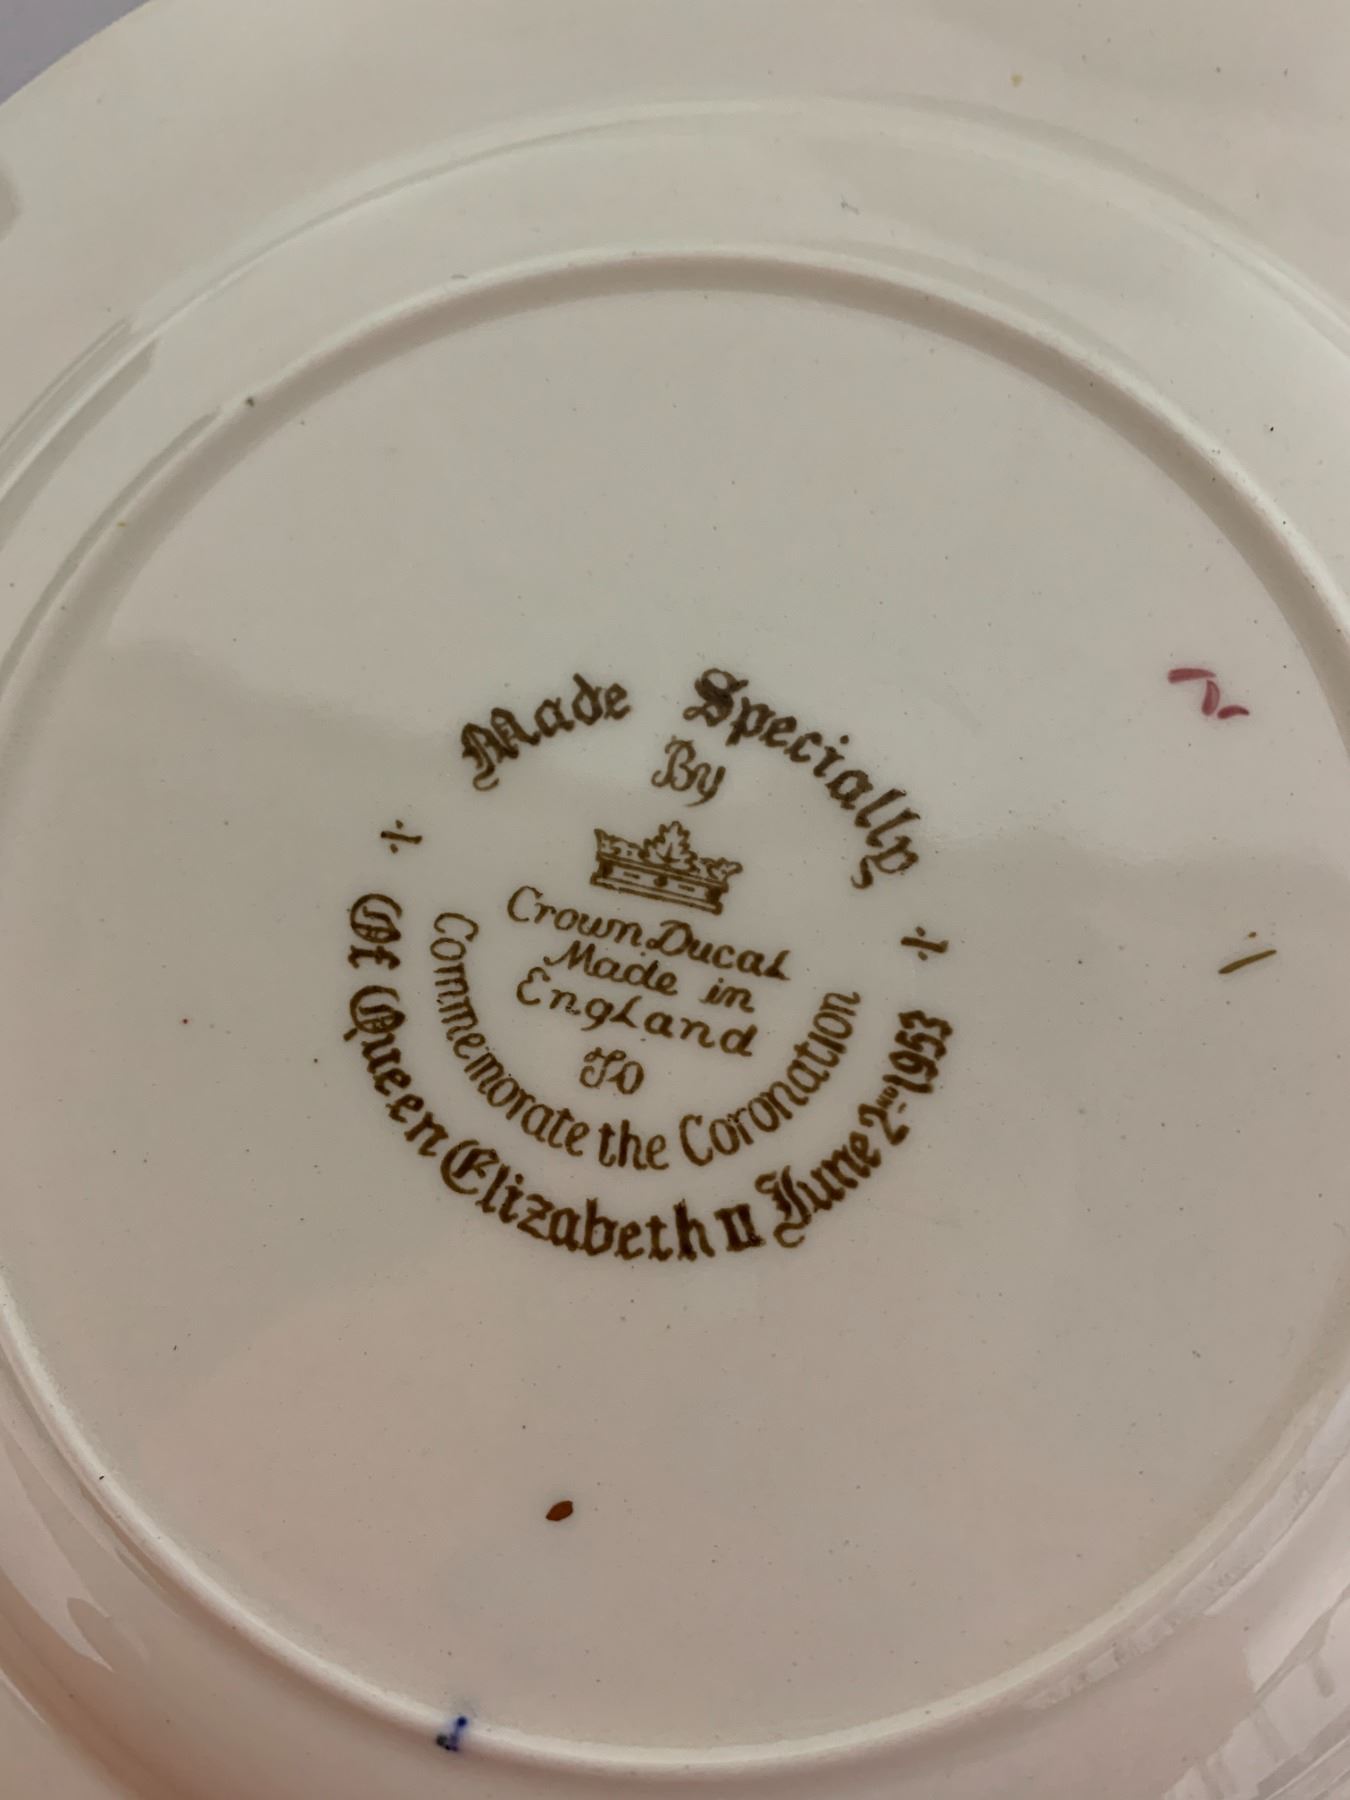 Made Specially
By
Crown Ducal
Made in
England
To
Commemorate the Coronation
Of Queen Elizabeth II June 2nd 1953